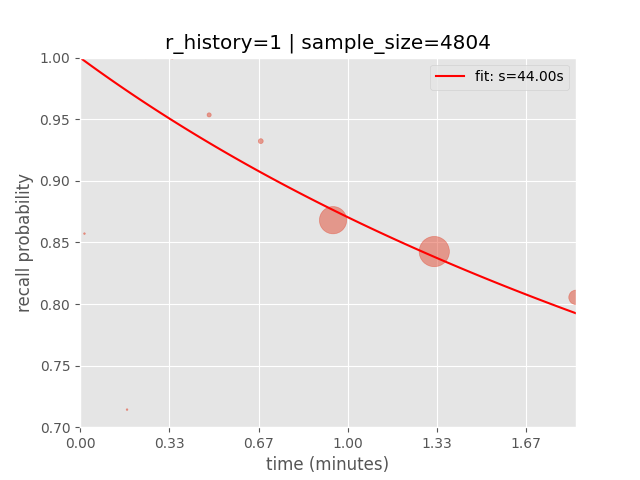 r_history=1 | sample_size=4804
fit: s=44.00s
recall probability
1.00
0.95
0.90
0.85
0.80
0.75
0.70
0.00 0.33 0.67 1.00 1.33 1.67
time (minutes)